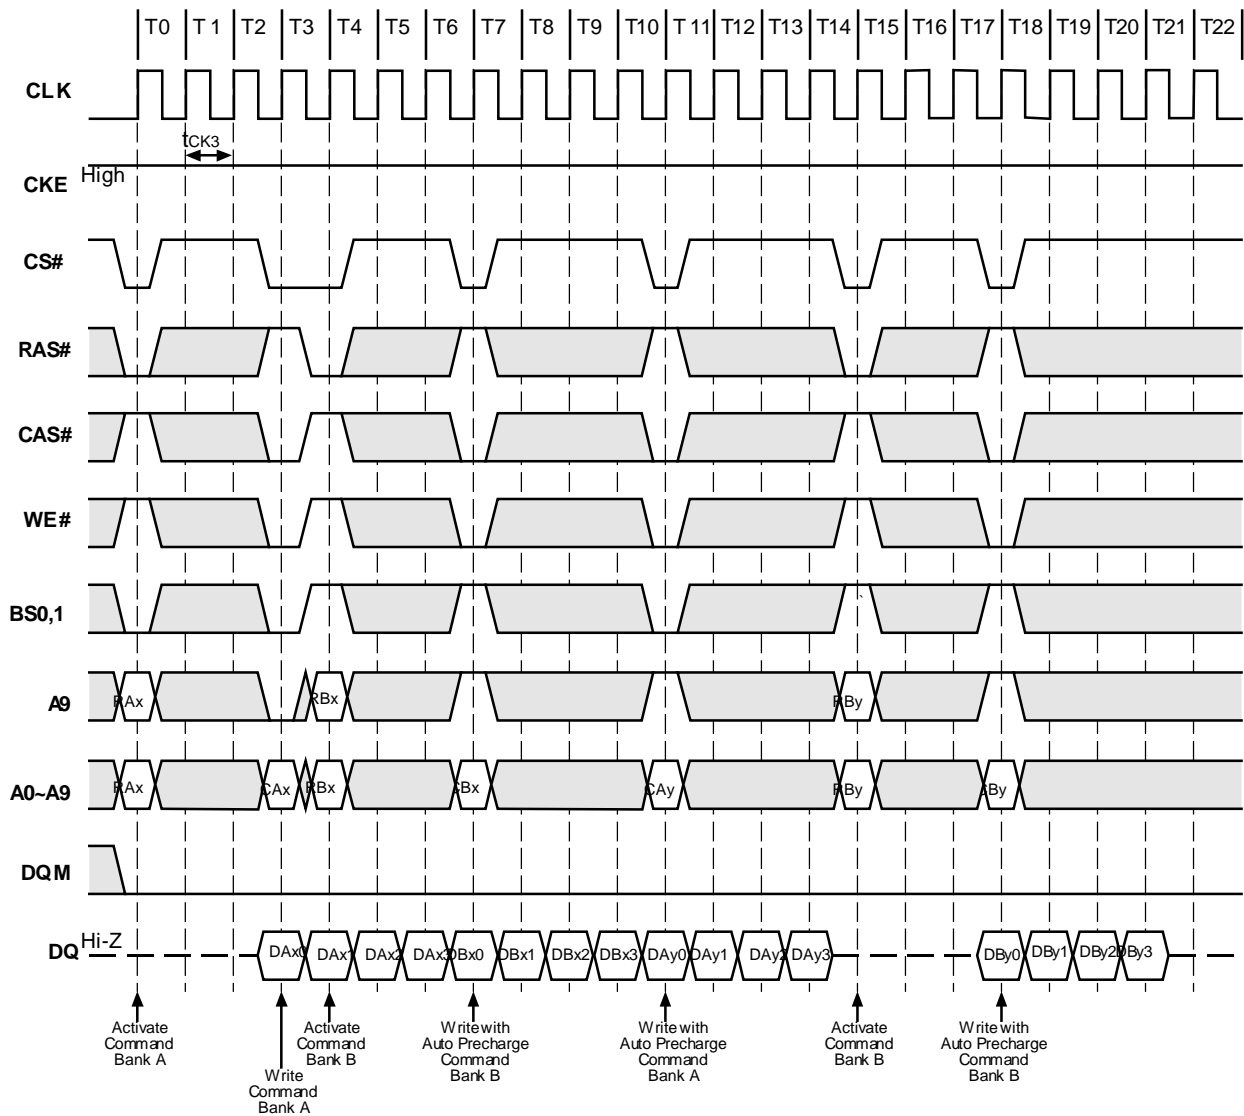 T0 T 1 T2 T3 T4 T5 T6 T7 T8 T9 T10 T 11 T12 T13 T14 T15 T16 T17 T18 T19 T20 T21 T22
CLK
tCK3
High
CKE
CS#
RAS#
CAS#
WE#
BS0,1
A9 RAx RBx RBy
A0~A9 RAx CAx RBx CBx CAy RBy CBy
DQM
Hi-Z
DQ DAx0 DAx1 DAx2 DAx3 DBx0 DBx1 DBx2 DBx3 DAy0 DAy1 DAy2 DAy3 DBy0 DBy1 DBy2 DBy3
Activate
Command
Bank A
Write
Command
Bank A
Activate
Command
Bank B
Write with
Auto Precharge
Command
Bank B
Write with
Auto Precharge
Command
Bank A
Activate
Command
Bank B
Write with
Auto Precharge
Command
Bank B